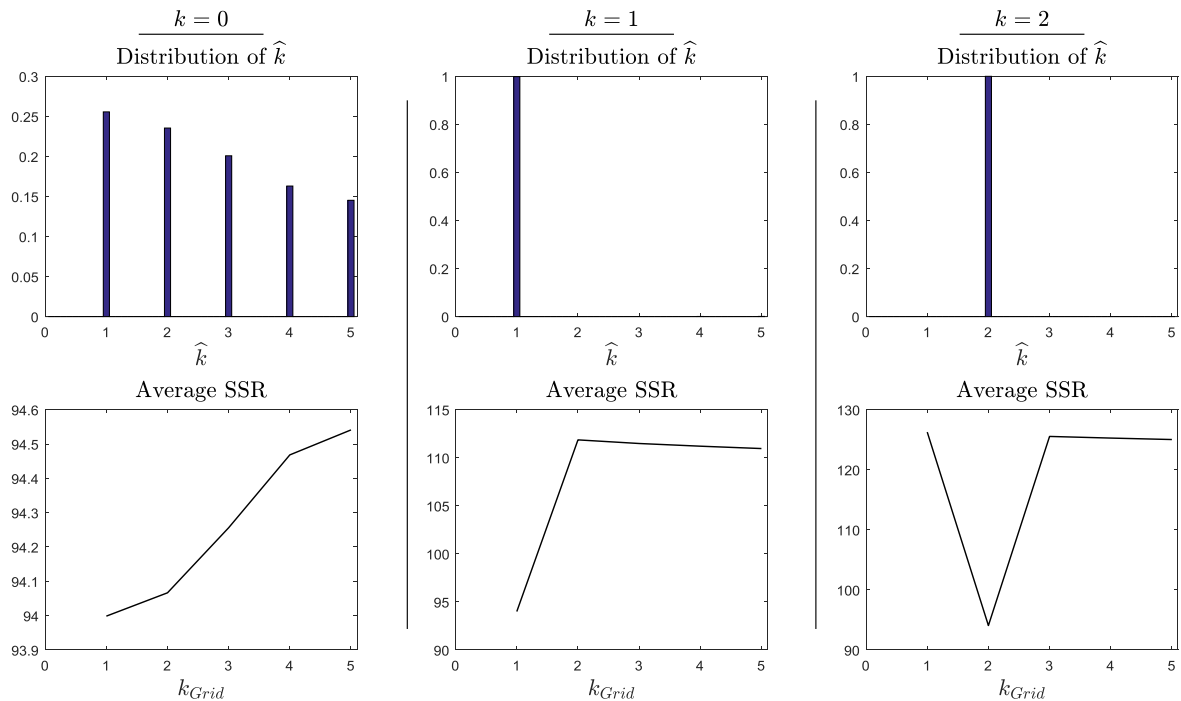 k = 0
Distribution of k̂
0.3
0.25
0.2
0.15
0.1
0.05
0
0 1 2 3 4 5
k̂
Average SSR
94.6
94.5
94.4
94.3
94.2
94.1
94
93.9
0 1 2 3 4 5
k_Grid
k = 1
Distribution of k̂
1
0.8
0.6
0.4
0.2
0
0 1 2 3 4 5
k̂
Average SSR
115
110
105
100
95
90
0 1 2 3 4 5
k_Grid
k = 2
Distribution of k̂
1
0.8
0.6
0.4
0.2
0
0 1 2 3 4 5
k̂
Average SSR
130
120
110
100
90
0 1 2 3 4 5
k_Grid